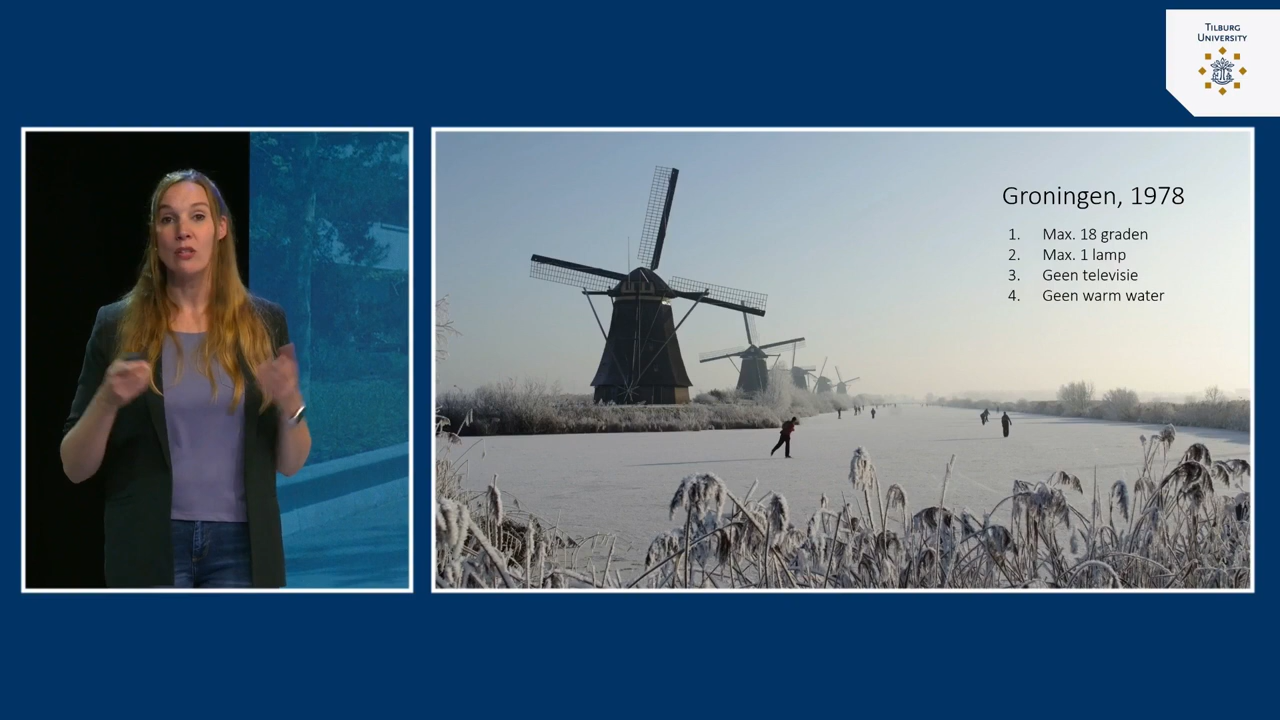 TILBURG
UNIVERSITY
Groningen, 1978
1. Max. 18 graden
2. Max. 1 lamp
3. Geen televisie
4. Geen warm water